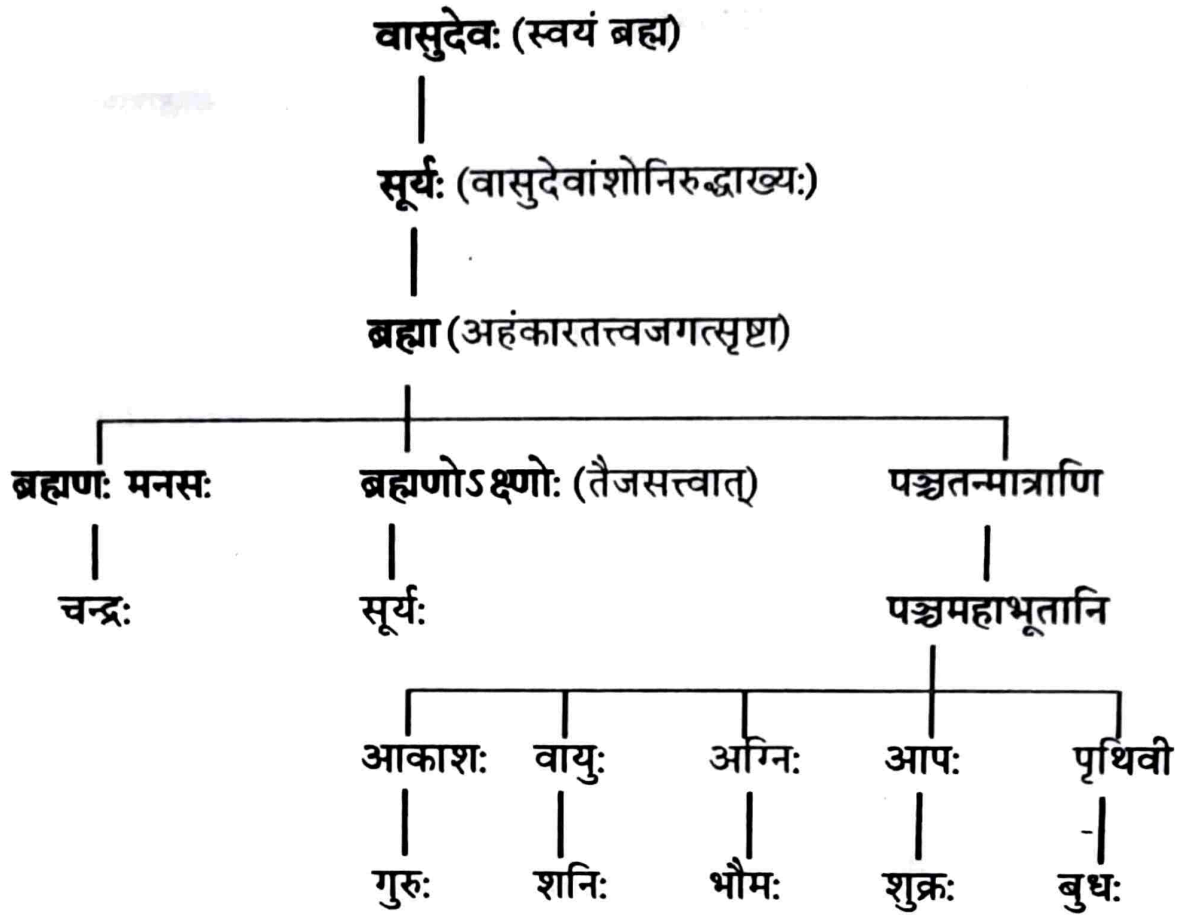 वासुदेवः (स्वयं ब्रह्म)
सूर्यः (वासुदेवांशोनिरुद्धाख्यः)
ब्रह्मा (अहंकारतत्त्वजगत्सृष्टा)
ब्रह्मणः मनसः ब्रह्मणोऽक्ष्णोः (तैजसत्त्वात्) पञ्चतन्मात्राणि
चन्द्रः सूर्यः पञ्चमहाभूतानि
आकाशः वायुः अग्निः आपः पृथिवी
गुरुः शनिः भौमः शुक्रः बुधः